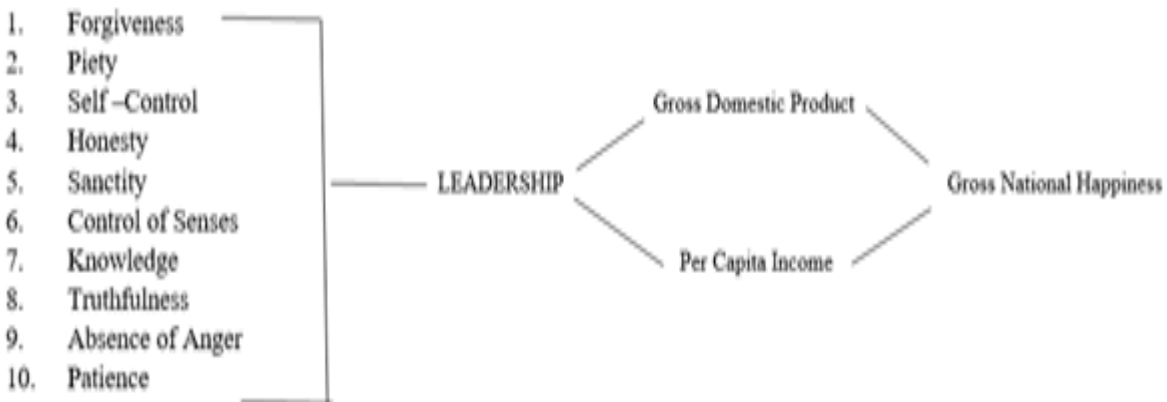 1. Forgiveness
2. Piety
3. Self –Control
4. Honesty
5. Sanctity
6. Control of Senses
7. Knowledge
8. Truthfulness
9. Absence of Anger
10. Patience
LEADERSHIP
Gross Domestic Product
Per Capita Income
Gross National Happiness